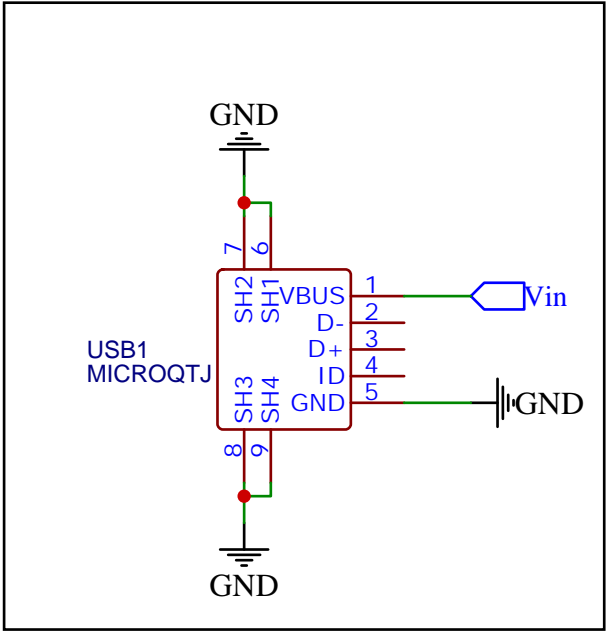 GND
7 6
SH2 SH1
VBUS 1
Vin
D- 2
D+ 3
ID 4
GND 5
GND
USB1
MICROQTJ
SH3 SH4
8 9
GND